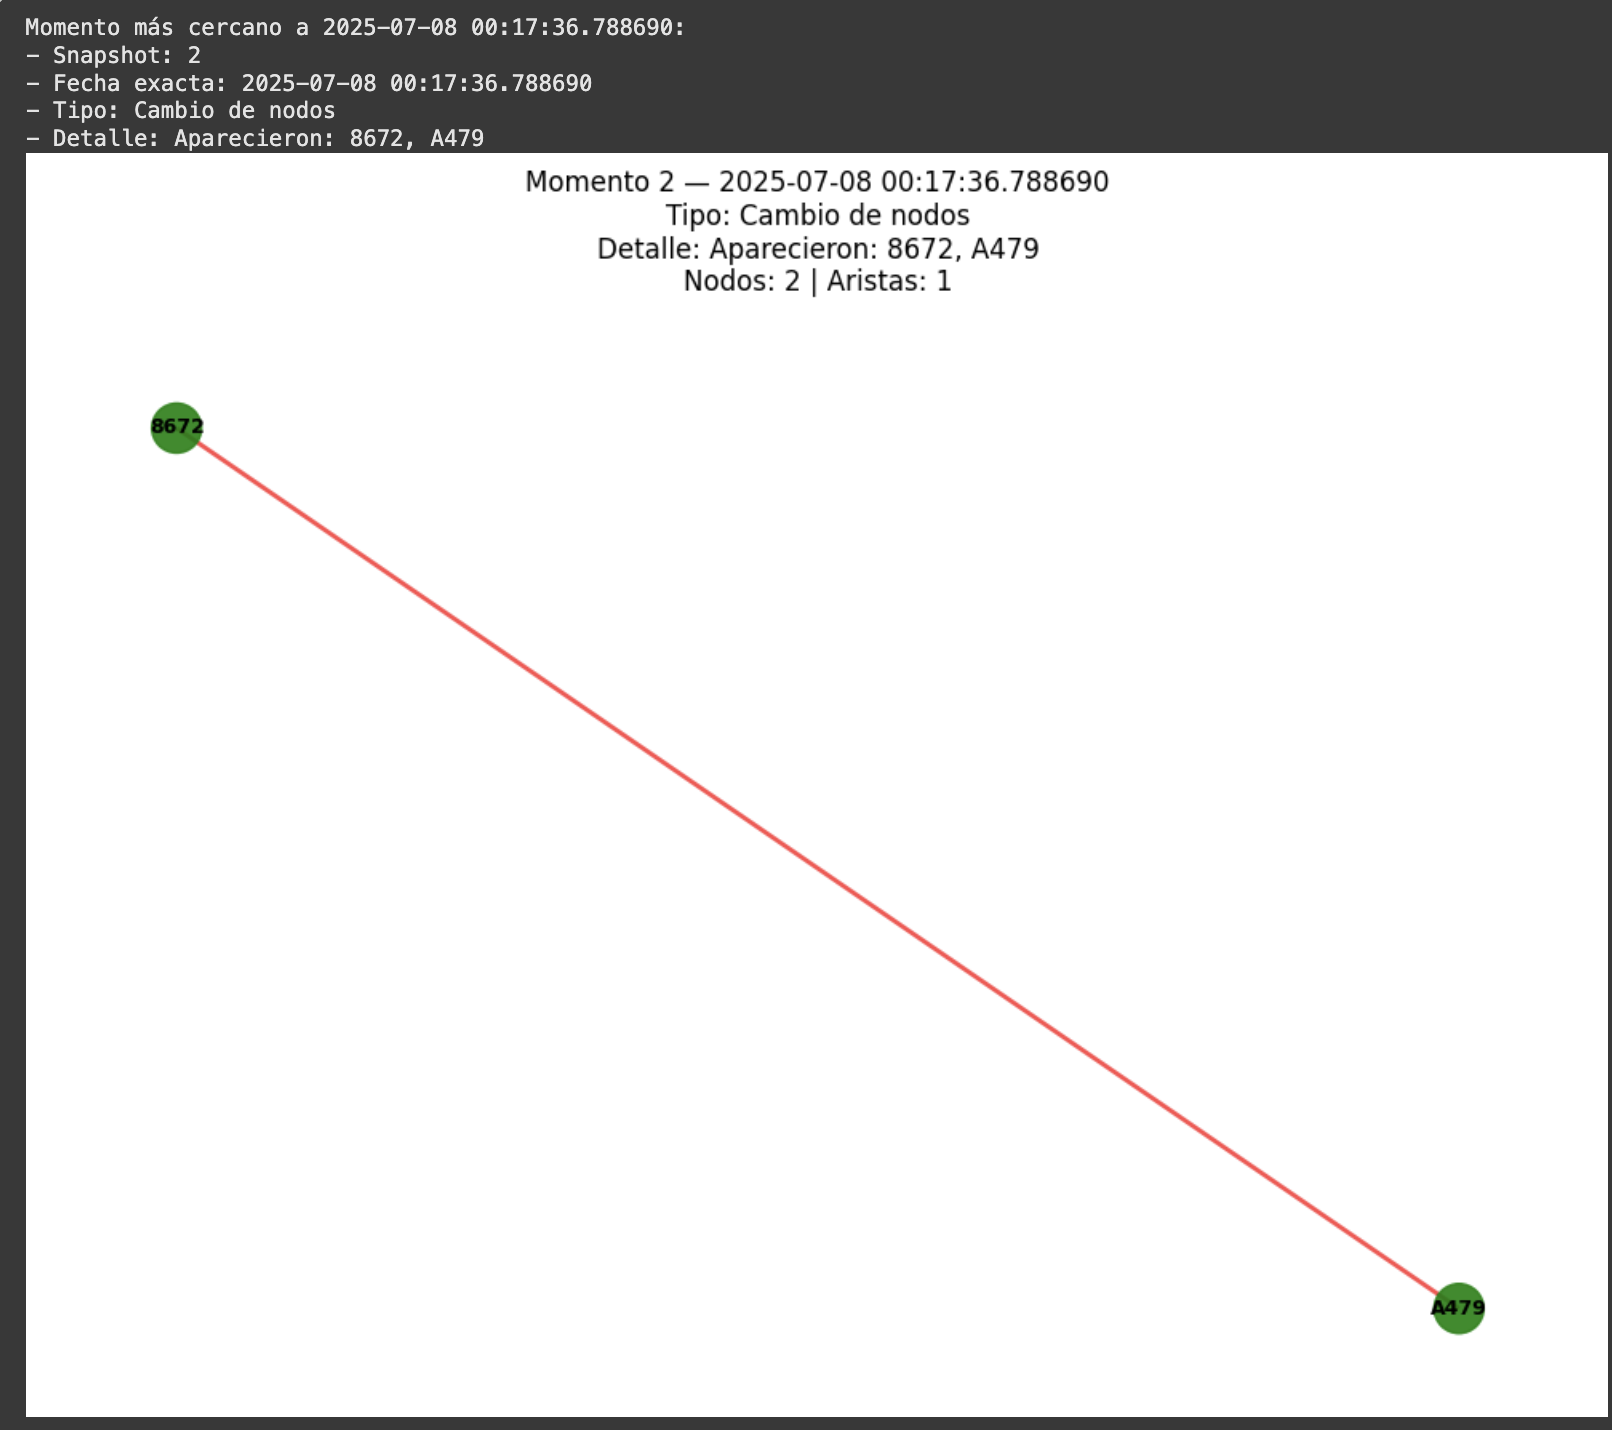 Momento más cercano a 2025-07-08 00:17:36.788690:
- Snapshot: 2
- Fecha exacta: 2025-07-08 00:17:36.788690
- Tipo: Cambio de nodos
- Detalle: Aparecieron: 8672, A479
Momento 2 — 2025-07-08 00:17:36.788690
Tipo: Cambio de nodos
Detalle: Aparecieron: 8672, A479
Nodos: 2 | Aristas: 1
8672
A479